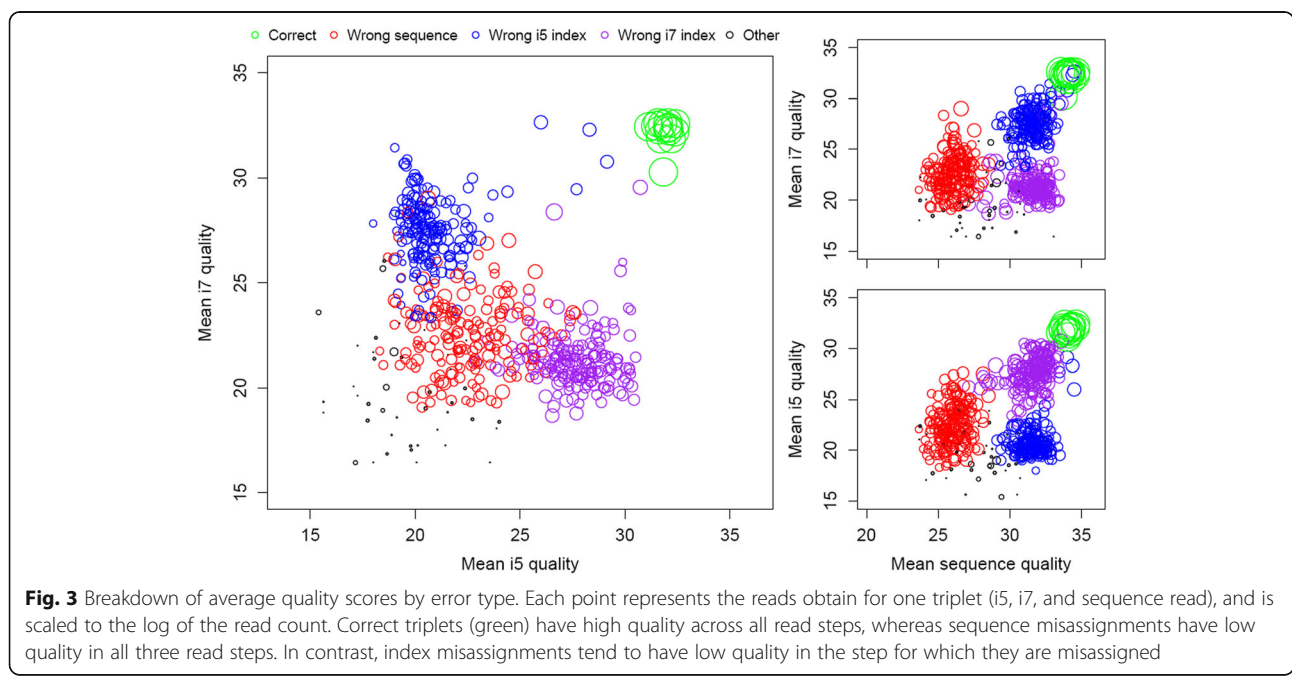 Correct Wrong sequence Wrong i5 index Wrong i7 index Other
35
30
25
20
15
Mean i7 quality
15 20 25 30 35
Mean i5 quality
35
30
25
20
15
Mean i7 quality
35
30
25
20
15
Mean i5 quality
20 25 30 35
Mean sequence quality
Fig. 3 Breakdown of average quality scores by error type. Each point represents the reads obtain for one triplet (i5, i7, and sequence read), and is
scaled to the log of the read count. Correct triplets (green) have high quality across all read steps, whereas sequence misassignments have low
quality in all three read steps. In contrast, index misassignments tend to have low quality in the step for which they are misassigned